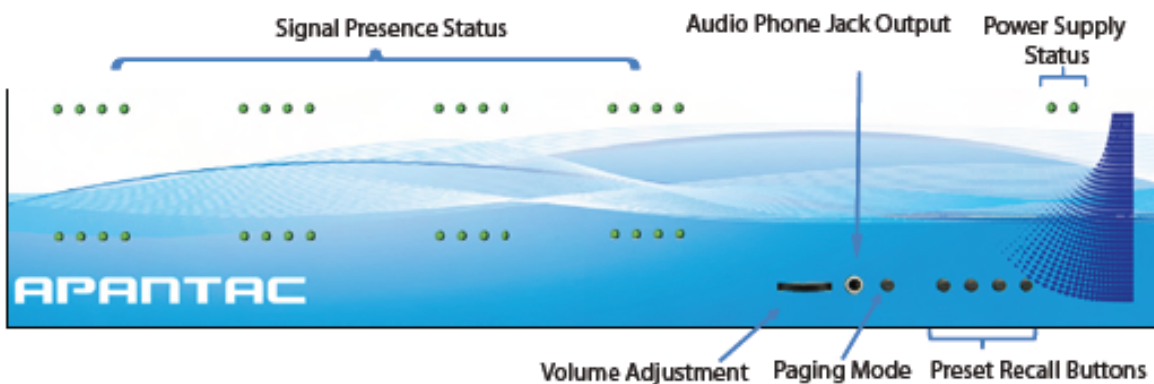 Signal Presence Status
Audio Phone Jack Output
Power Supply
Status
APANTAC
Volume Adjustment
Paging Mode
Preset Recall Buttons